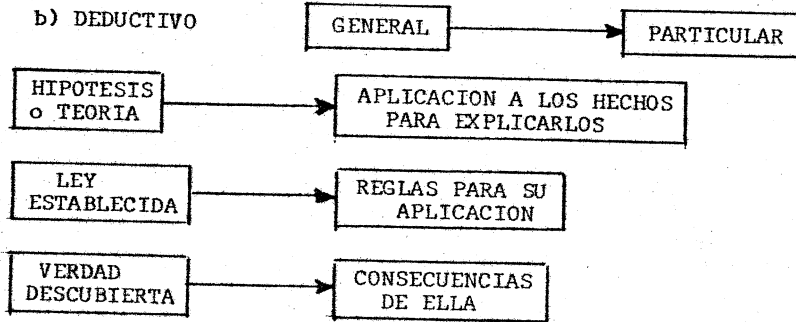 b) DEDUCTIVO
GENERAL
PARTICULAR
HIPOTESIS
o TEORIA
APLICACION A LOS HECHOS
PARA EXPLICARLOS
LEY
ESTABLECIDA
REGLAS PARA SU
APLICACION
VERDAD
DESCUBIERTA
CONSECUENCIAS
DE ELLA